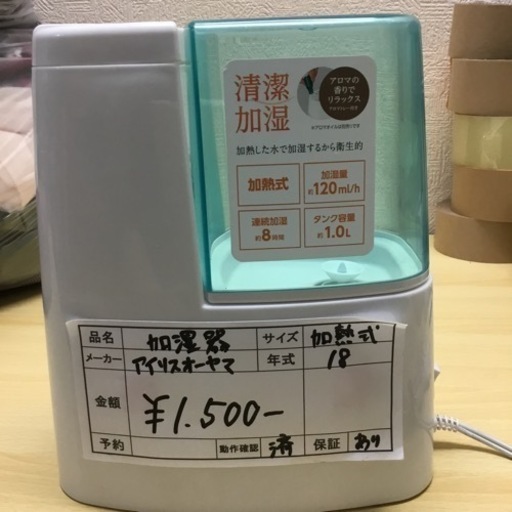 清潔
加湿
アロマの
香りで
リラックス
加熱した水で加湿するから衛生的
加熱式
加湿量
約120ml/h
連続加湿
約8時間
タンク容量
約1.0L
品名 加湿器 サイズ 加熱式
メーカー アイリスオーヤマ 年式 18
金額 ¥1.500-
予約 動作確認 済 保証 あり